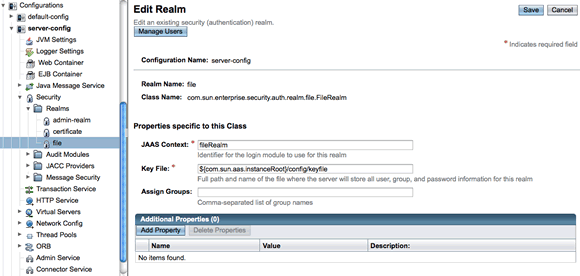 Configurations
default-config
server-config
JVM Settings
Logger Settings
Web Container
EJB Container
Java Message Service
Security
Realms
admin-realm
certificate
file
Audit Modules
JACC Providers
Message Security
Transaction Service
HTTP Service
Virtual Servers
Network Config
Thread Pools
ORB
Admin Service
Connector Service
Edit Realm
Save Cancel
Edit an existing security (authentication) realm.
Manage Users
* Indicates required field
Configuration Name: server-config
Realm Name: file
Class Name: com.sun.enterprise.security.auth.realm.file.FileRealm
Properties specific to this Class
JAAS Context: * fileRealm
Identifier for the login module to use for this realm
Key File: * ${com.sun.aas.instanceRoot}/config/keyfile
Full path and name of the file where the server will store all user, group, and password information for this realm
Assign Groups:
Comma-separated list of group names
Additional Properties (0)
Add Property Delete Properties
Name Value Description:
No items found.